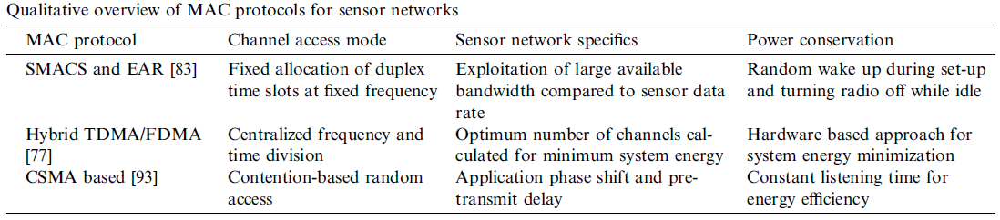 Qualitative overview of MAC protocols for sensor networks
MAC protocol Channel access mode Sensor network specifics Power conservation
SMACS and EAR [83] Fixed allocation of duplex Exploitation of large available Random wake up during set-up
time slots at fixed frequency bandwidth compared to sensor data and turning radio off while idle
rate
Hybrid TDMA/FDMA Centralized frequency and Optimum number of channels cal- Hardware based approach for
[77] time division culated for minimum system energy system energy minimization
CSMA based [93] Contention-based random Application phase shift and pre- Constant listening time for
access transmit delay energy efficiency